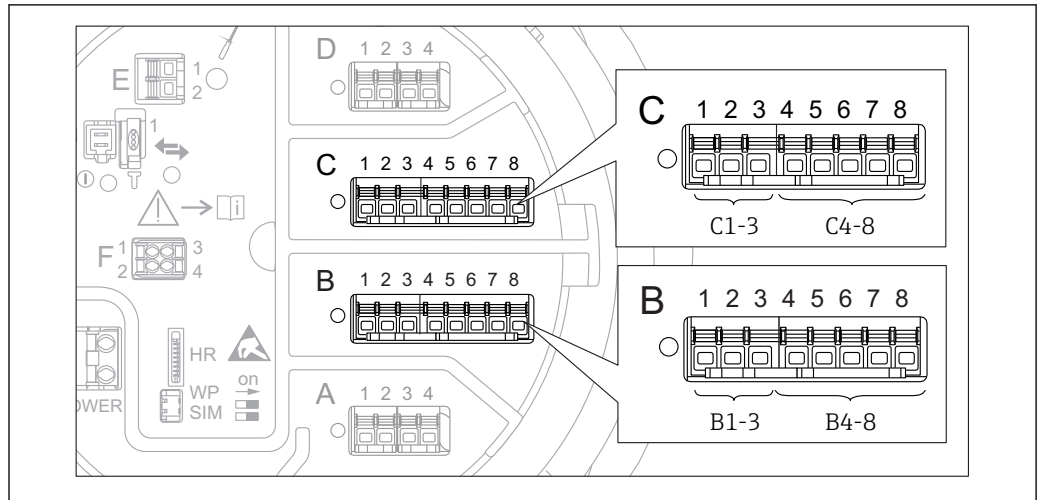 D 1 2 3 4
E 1
2
1
C 1 2 3 4 5 6 7 8
i
F 1 3
2 4
B 1 2 3 4 5 6 7 8
HR
WP on
SIM
OWER
A 1 2 3 4
C 1 2 3 4 5 6 7 8
C1-3 C4-8
B 1 2 3 4 5 6 7 8
B1-3 B4-8